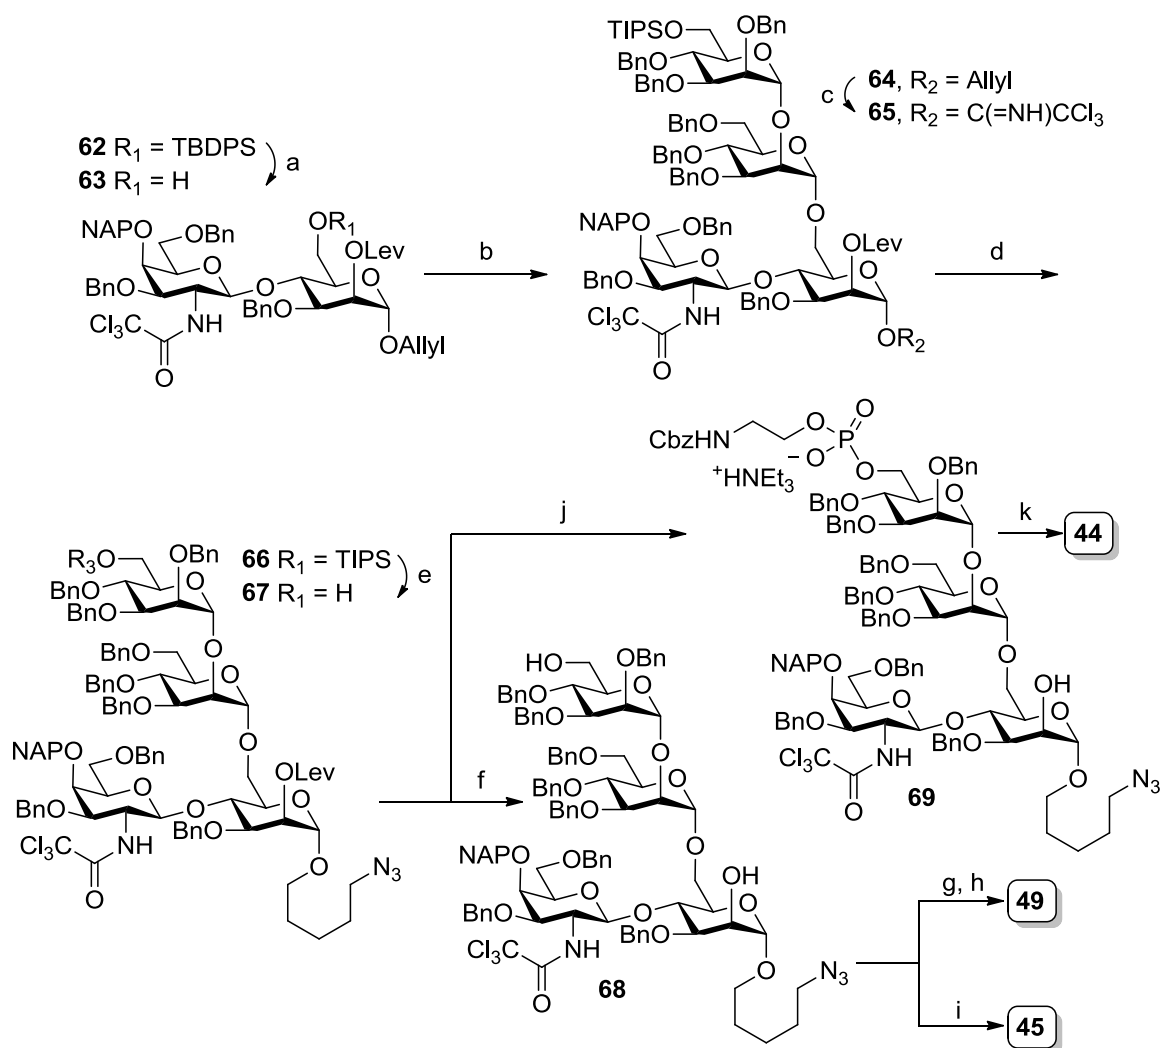 TIPSO OBn
BnO O
BnO
64, R2 = Allyl
c
65, R2 = C(=NH)CCl3
O
BnO
BnO O
BnO
62 R1 = TBDPS
a
63 R1 = H
O
NAPO OBn
OR1
OLev
O O
BnO O
BnO
NH
Cl3C
OAllyl
O
b
NAPO OBn
OLev
O O
BnO O
BnO
NH
Cl3C
O
OR2
d
CbzHN O O
P
−O O
+HNEt3
OBn
BnO O
BnO
j
k
44
R3O OBn
BnO O
BnO
66 R1 = TIPS
e
67 R1 = H
O
BnO
BnO O
BnO
O
NAPO OBn
OLev
O O
BnO O
BnO
NH
Cl3C
O
O
N3
f
O
BnO
BnO O
BnO
O
NAPO OBn
OH
O O
BnO O
BnO
NH
Cl3C
O
O
N3
69
HO OBn
BnO O
BnO
O
BnO
BnO O
BnO
O
NAPO OBn
OH
O O
BnO O
BnO
NH
Cl3C
O
O
N3
68
g, h
49
i
45